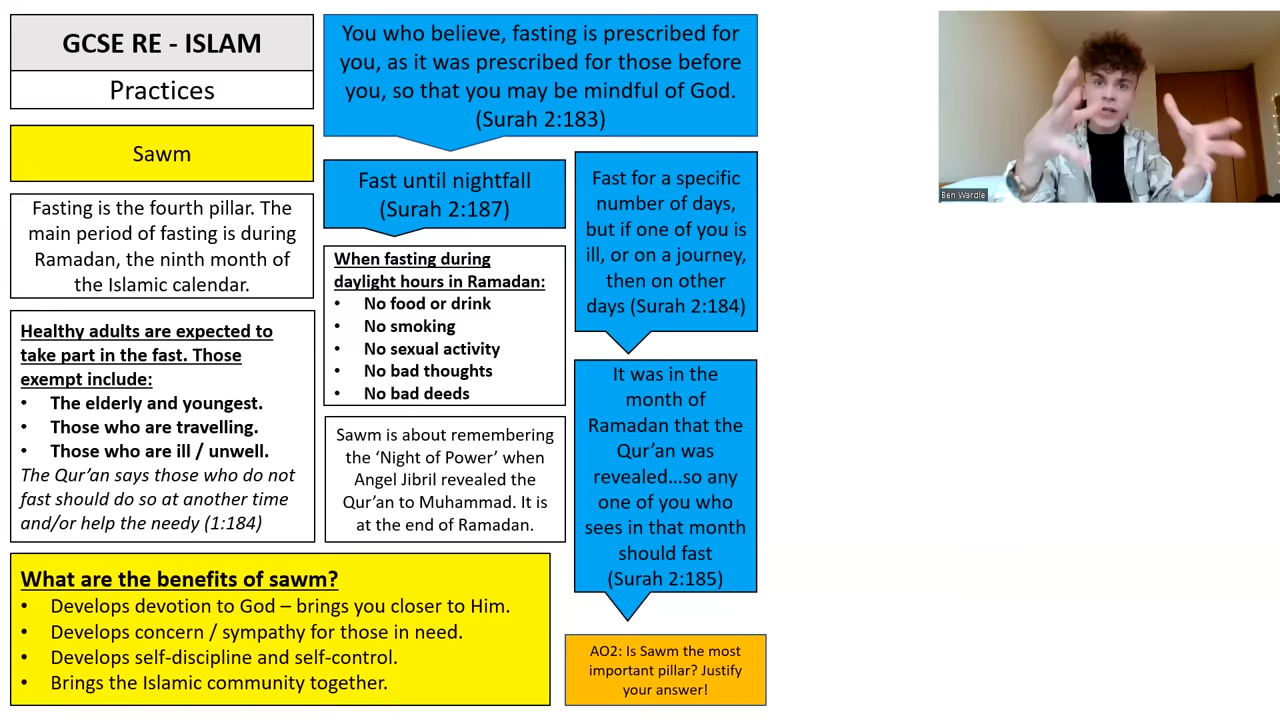 GCSE RE - ISLAM
Practices
Sawm
Fasting is the fourth pillar. The
main period of fasting is during
Ramadan, the ninth month of
the Islamic calendar.
Healthy adults are expected to
take part in the fast. Those
exempt include:
• The elderly and youngest.
• Those who are travelling.
• Those who are ill / unwell.
The Qur’an says those who do not
fast should do so at another time
and/or help the needy (1:184)
You who believe, fasting is prescribed for
you, as it was prescribed for those before
you, so that you may be mindful of God.
(Surah 2:183)
Fast until nightfall
(Surah 2:187)
When fasting during
daylight hours in Ramadan:
• No food or drink
• No smoking
• No sexual activity
• No bad thoughts
• No bad deeds
Sawm is about remembering
the ‘Night of Power’ when
Angel Jibril revealed the
Qur’an to Muhammad. It is
at the end of Ramadan.
Fast for a specific
number of days,
but if one of you is
ill, or on a journey,
then on other
days (Surah 2:184)
It was in the
month of
Ramadan that the
Qur’an was
revealed...so any
one of you who
sees in that month
should fast
(Surah 2:185)
What are the benefits of sawm?
• Develops devotion to God – brings you closer to Him.
• Develops concern / sympathy for those in need.
• Develops self-discipline and self-control.
• Brings the Islamic community together.
AO2: Is Sawm the most
important pillar? Justify
your answer!
Ben Wardle